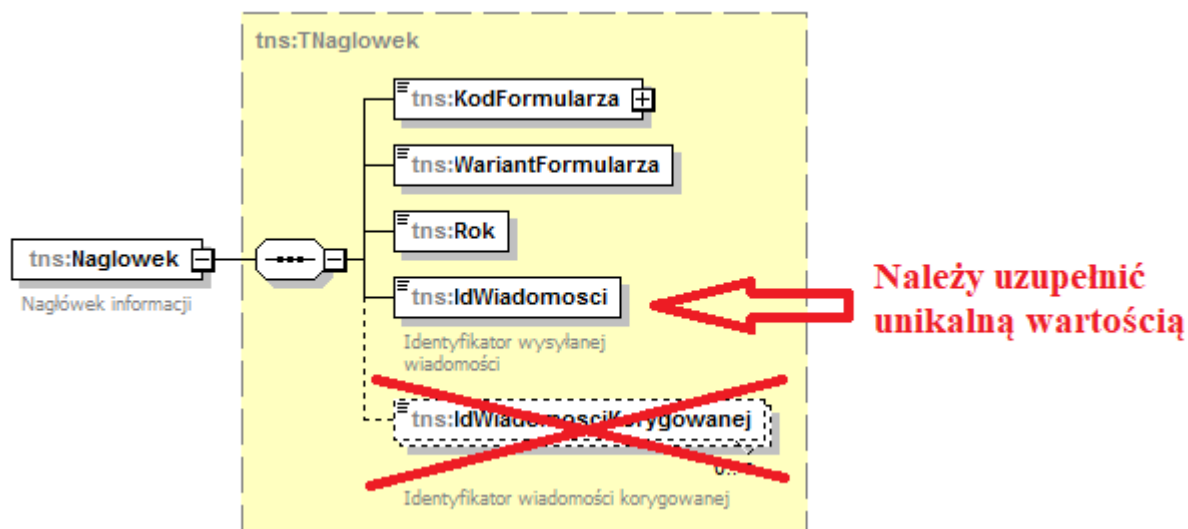 tns:TNaglowek
tns:KodFormularza
tns:WariantFormularza
tns:Rok
tns:Naglowek
Nagłówek informacji
tns:IdWiadomosci
Identyfikator wysyłanej
wiadomości
Należy uzupełnić
unikalną wartością
tns:IdWiadomosciKorygowanej
Identyfikator wiadomości korygowanej